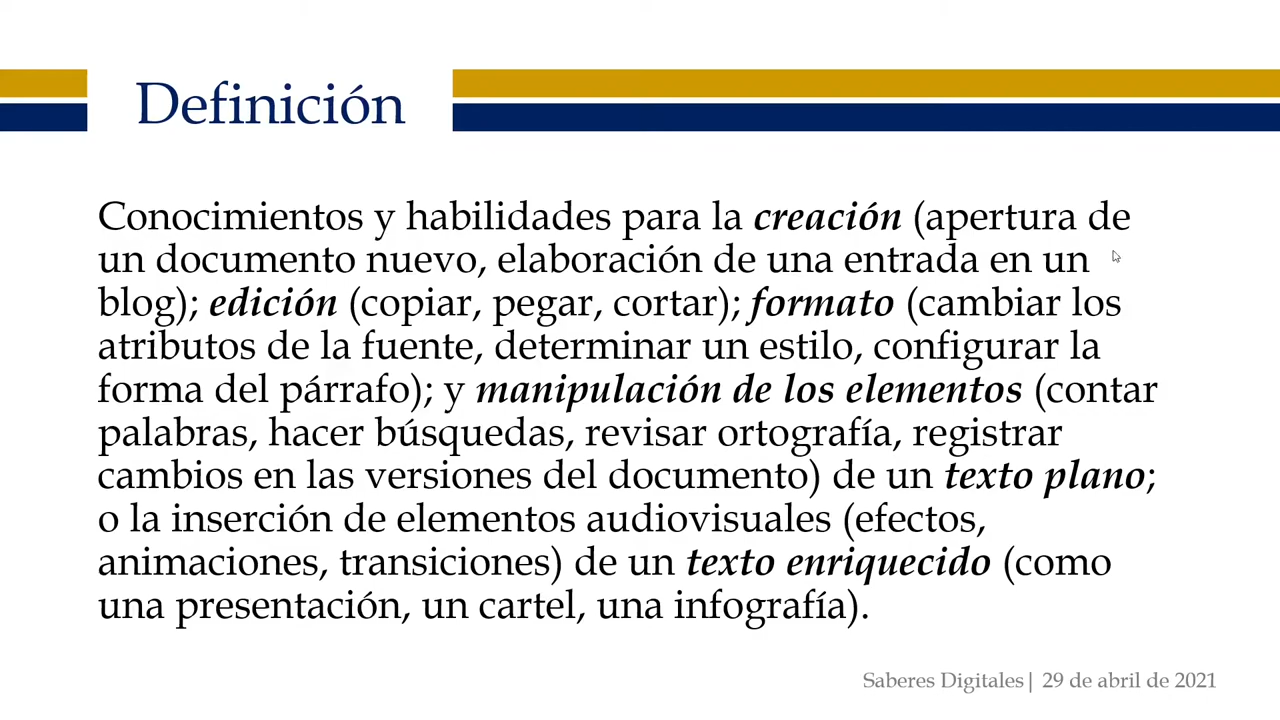 Definición
Conocimientos y habilidades para la creación (apertura de
un documento nuevo, elaboración de una entrada en un
blog); edición (copiar, pegar, cortar); formato (cambiar los
atributos de la fuente, determinar un estilo, configurar la
forma del párrafo); y manipulación de los elementos (contar
palabras, hacer búsquedas, revisar ortografía, registrar
cambios en las versiones del documento) de un texto plano;
o la inserción de elementos audiovisuales (efectos,
animaciones, transiciones) de un texto enriquecido (como
una presentación, un cartel, una infografía).
Saberes Digitales| 29 de abril de 2021